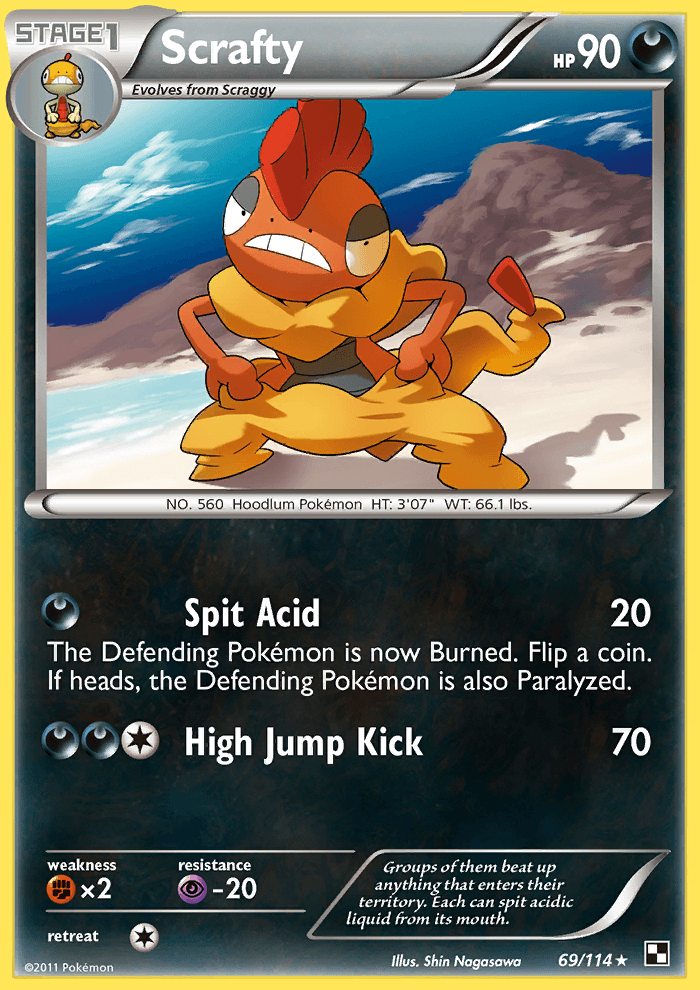 STAGE1
Scrafty
HP 90
Evolves from Scraggy
NO. 560 Hoodlum Pokémon HT: 3'07" WT: 66.1 lbs.
Spit Acid 20
The Defending Pokémon is now Burned. Flip a coin.
If heads, the Defending Pokémon is also Paralyzed.
High Jump Kick 70
weakness
×2
resistance
-20
retreat
Groups of them beat up
anything that enters their
territory. Each can spit acidic
liquid from its mouth.
©2011 Pokémon
Illus. Shin Nagasawa 69/114 ★